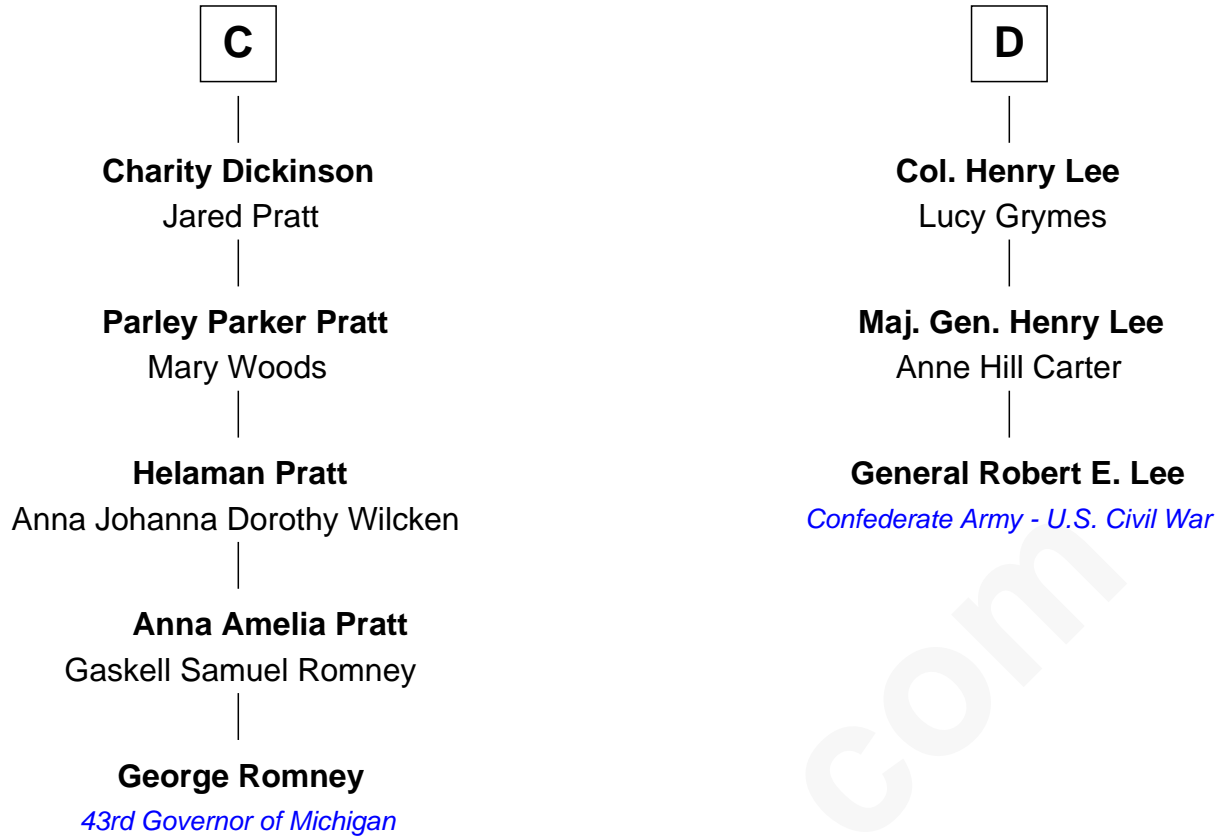 C
Charity Dickinson
Jared Pratt
Parley Parker Pratt
Mary Woods
Helaman Pratt
Anna Johanna Dorothy Wilcken
Anna Amelia Pratt
Gaskell Samuel Romney
George Romney
43rd Governor of Michigan
D
Col. Henry Lee
Lucy Grymes
Maj. Gen. Henry Lee
Anne Hill Carter
General Robert E. Lee
Confederate Army - U.S. Civil War
com